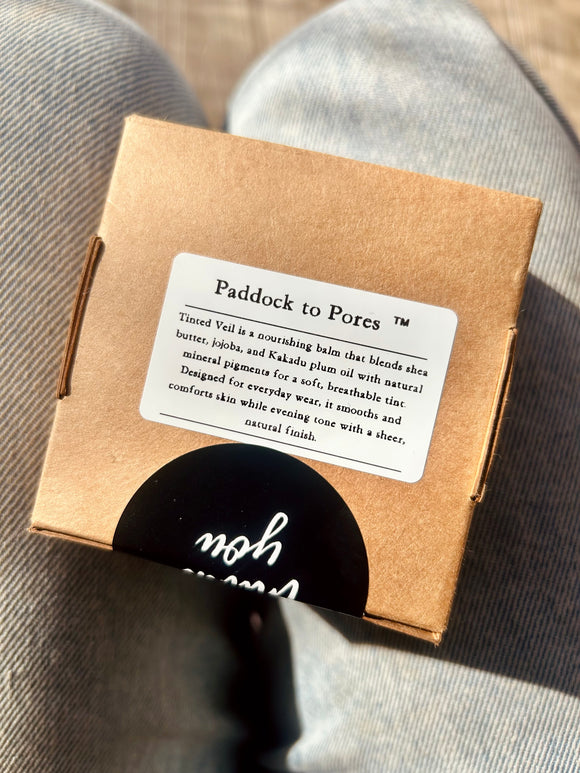 Paddock to Pores ™
Tinted Veil is a nourishing balm that blends shea
butter, jojoba, and Kakadu plum oil with natural
mineral pigments for a soft, breathable tint.
Designed for everyday wear, it smooths and
comforts skin while evening tone with a sheer,
natural finish.
you